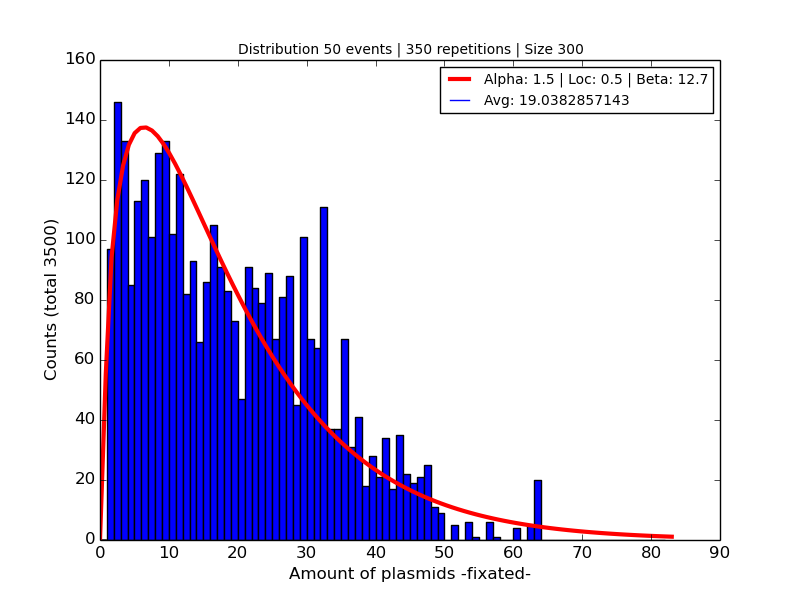 Distribution 50 events | 350 repetitions | Size 300
Alpha: 1.5 | Loc: 0.5 | Beta: 12.7
Avg: 19.0382857143
160
140
120
100
80
60
40
20
0
Counts (total 3500)
0 10 20 30 40 50 60 70 80 90
Amount of plasmids -fixated-